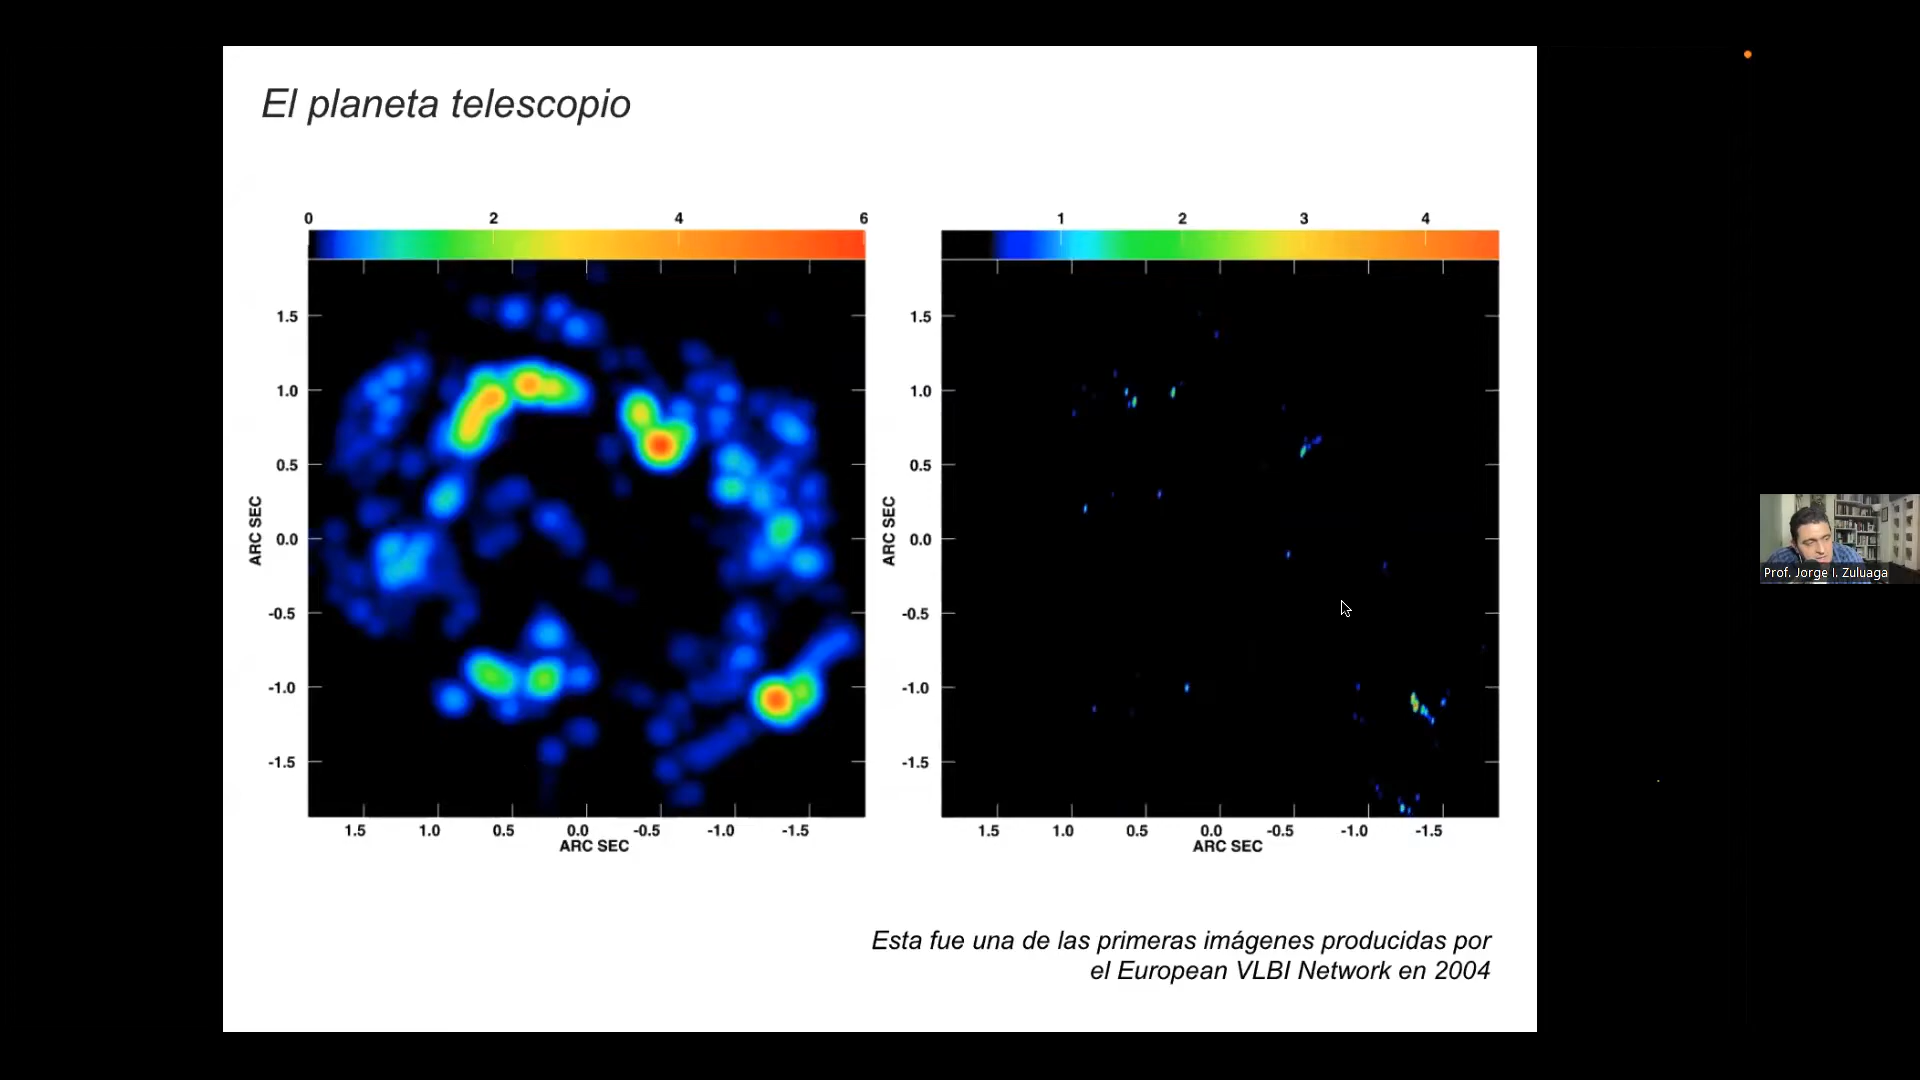 El planeta telescopio
0 2 4 6
1 2 3 4
1.5
1.0
0.5
0.0
-0.5
-1.0
-1.5
ARC SEC
1.5 1.0 0.5 0.0 -0.5 -1.0 -1.5
ARC SEC
1.5
1.0
0.5
0.0
-0.5
-1.0
-1.5
ARC SEC
1.5 1.0 0.5 0.0 -0.5 -1.0 -1.5
ARC SEC
Esta fue una de las primeras imágenes producidas por
el European VLBI Network en 2004
Prof. Jorge I. Zuluaga